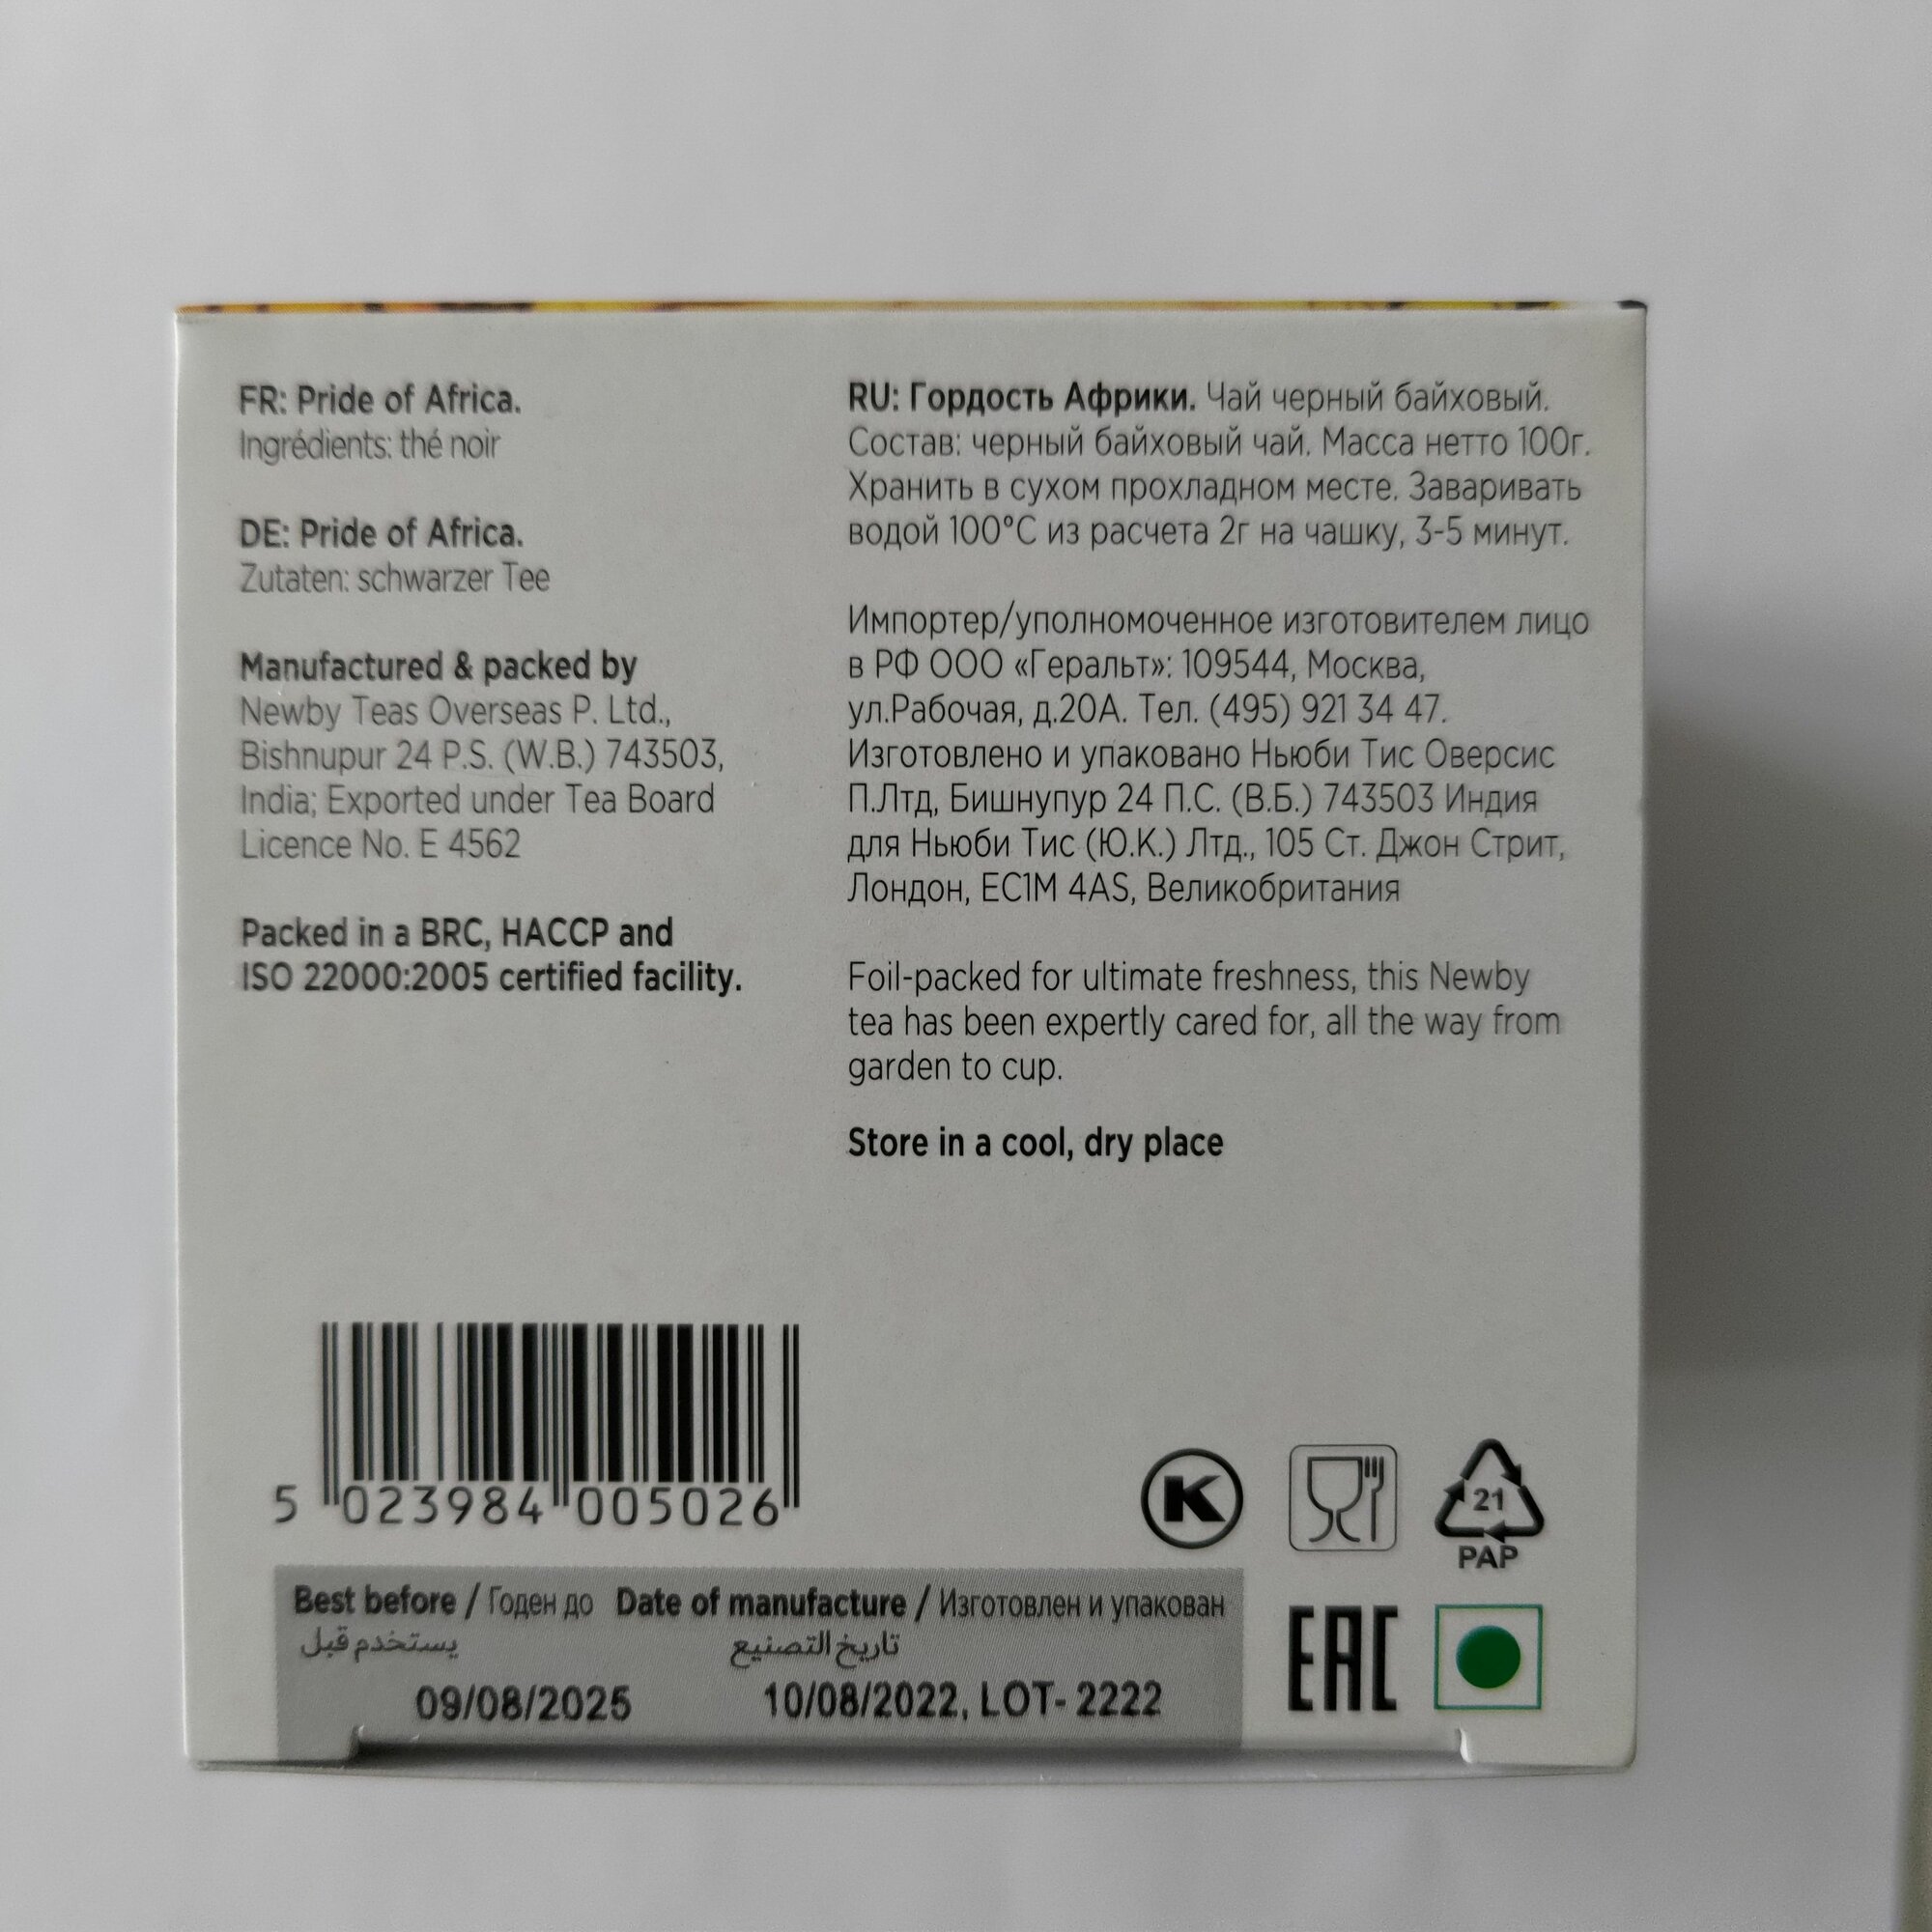 FR: Pride of Africa.
Ingrédients: thé noir
DE: Pride of Africa.
Zutaten: schwarzer Tee
Manufactured & packed by
Newby Teas Overseas P. Ltd.,
Bishnupur 24 P.S. (W.B.) 743503,
India; Exported under Tea Board
Licence No. E 4562
Packed in a BRC, HACCP and
ISO 22000:2005 certified facility.
RU: Гордость Африки. Чай черный байховый.
Состав: черный байховый чай. Масса нетто 100г.
Хранить в сухом прохладном месте. Заваривать
водой 100°C из расчета 2г на чашку, 3-5 минут.
Импортер/уполномоченное изготовителем лицо
в РФ ООО «Геральт»: 109544, Москва,
ул.Рабочая, д.20А. Тел. (495) 921 34 47.
Изготовлено и упаковано Ньюби Тис Оверсис
П.Лтд, Бишнупур 24 П.С. (В.Б.) 743503 Индия
для Ньюби Тис (Ю.К.) Лтд., 105 Ст. Джон Стрит,
Лондон, EC1M 4AS, Великобритания
Foil-packed for ultimate freshness, this Newby
tea has been expertly cared for, all the way from
garden to cup.
Store in a cool, dry place
5 023984 005026
K
21
PAP
Best before / Годен до Date of manufacture / Изготовлен и упакован
يستخدم قبل تاريخ التصنيع
09/08/2025 10/08/2022, LOT- 2222
EAC